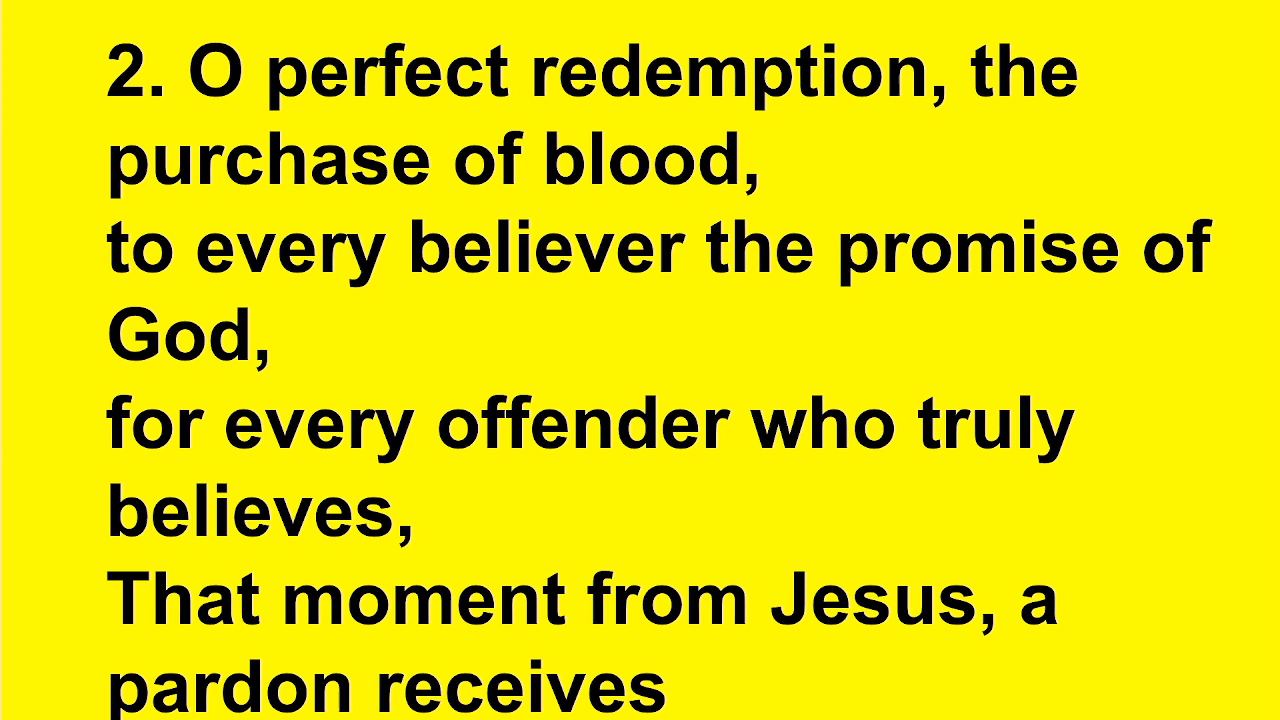 2. O perfect redemption, the
purchase of blood,
to every believer the promise of
God,
for every offender who truly
believes,
That moment from Jesus, a
pardon receives